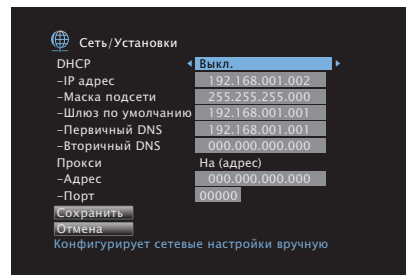 Сеть/Установки
DHCP Выкл.
–IP адрес 192.168.001.002
–Маска подсети 255.255.255.000
–Шлюз по умолчанию 192.168.001.001
–Первичный DNS 192.168.001.001
–Вторичный DNS 000.000.000.000
Прокси На (адрес)
–Адрес 000.000.000.000
–Порт 00000
Сохранить
Отмена
Конфигурирует сетевые настройки вручную